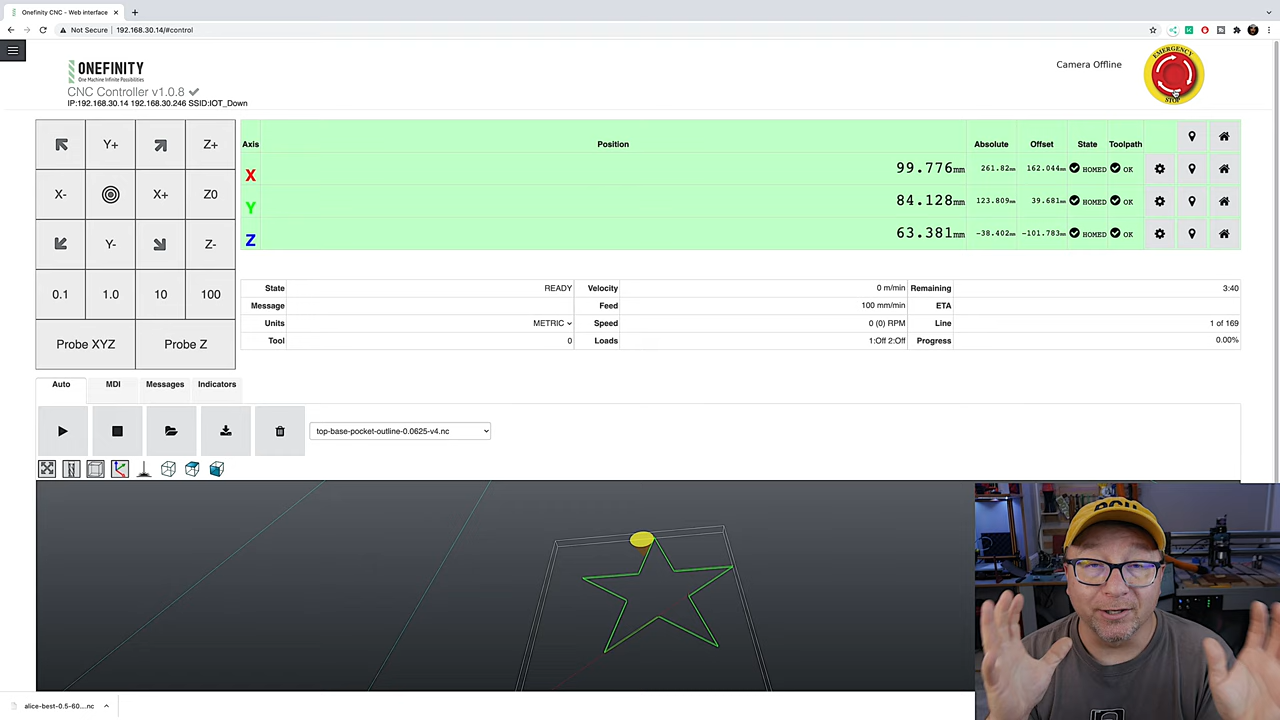 Onefinity CNC - Web interface
Not Secure
192.168.30.14/#control
ONEFINITY
One Machine Infinite Possibilities
CNC Controller v1.0.8
IP:192.168.30.14 192.168.30.246 SSID:IOT_Down
Camera Offline
EMERGENCY
STOP
Y+ Z+
X- X+ Z0
Y- Z-
0.1 1.0 10 100
Probe XYZ Probe Z
Axis Position Absolute Offset State Toolpath
X 99.776mm 261.82mm 162.044mm HOMED OK
Y 84.128mm 123.809mm 39.681mm HOMED OK
Z 63.381mm -38.402mm -101.783mm HOMED OK
State READY Velocity 0 m/min Remaining 3:40
Message Feed 100 mm/min ETA
Units METRIC Speed 0 (0) RPM Line 1 of 169
Tool 0 Loads 1:Off 2:Off Progress 0.00%
Auto MDI Messages Indicators
top-base-pocket-outline-0.0625-v4.nc
alice-best-0.5-60....nc